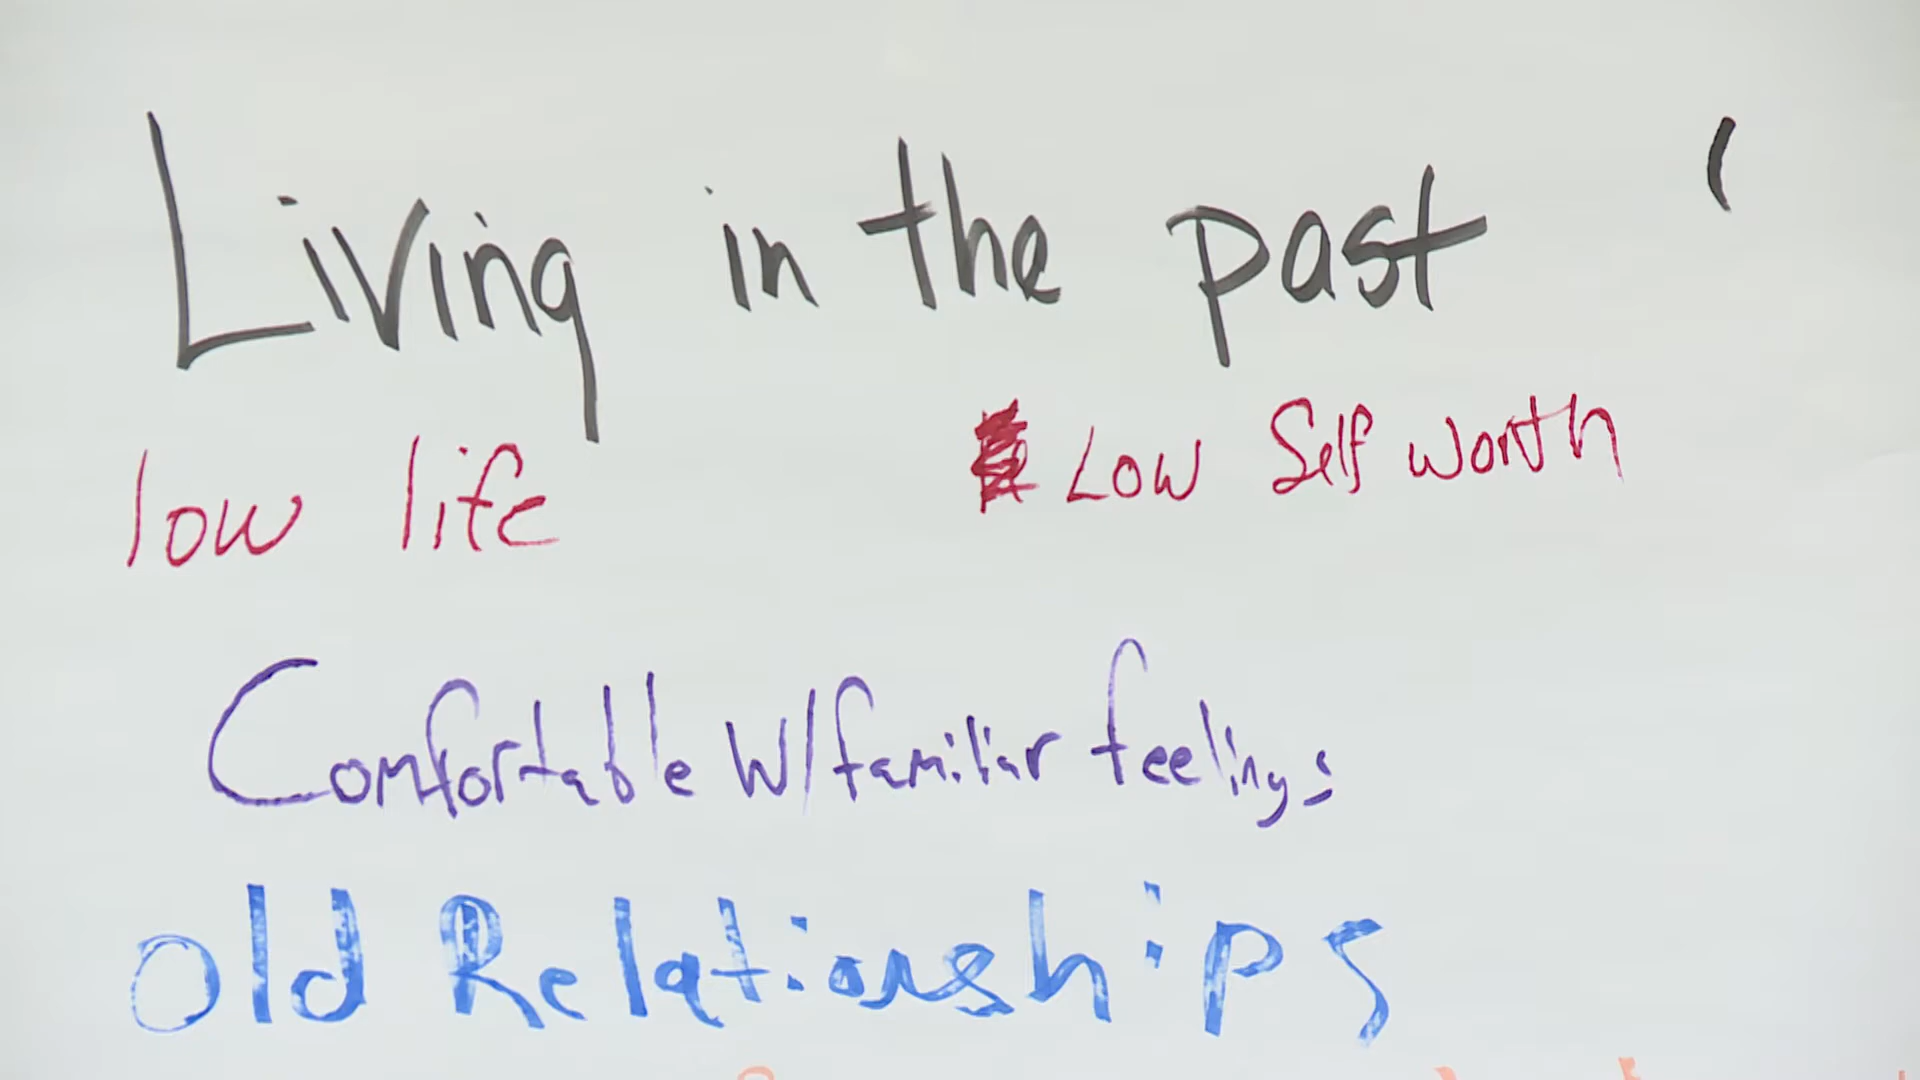 Living in the past
low life Low Self worth
Comfortable W/familiar feelings
Old Relationships